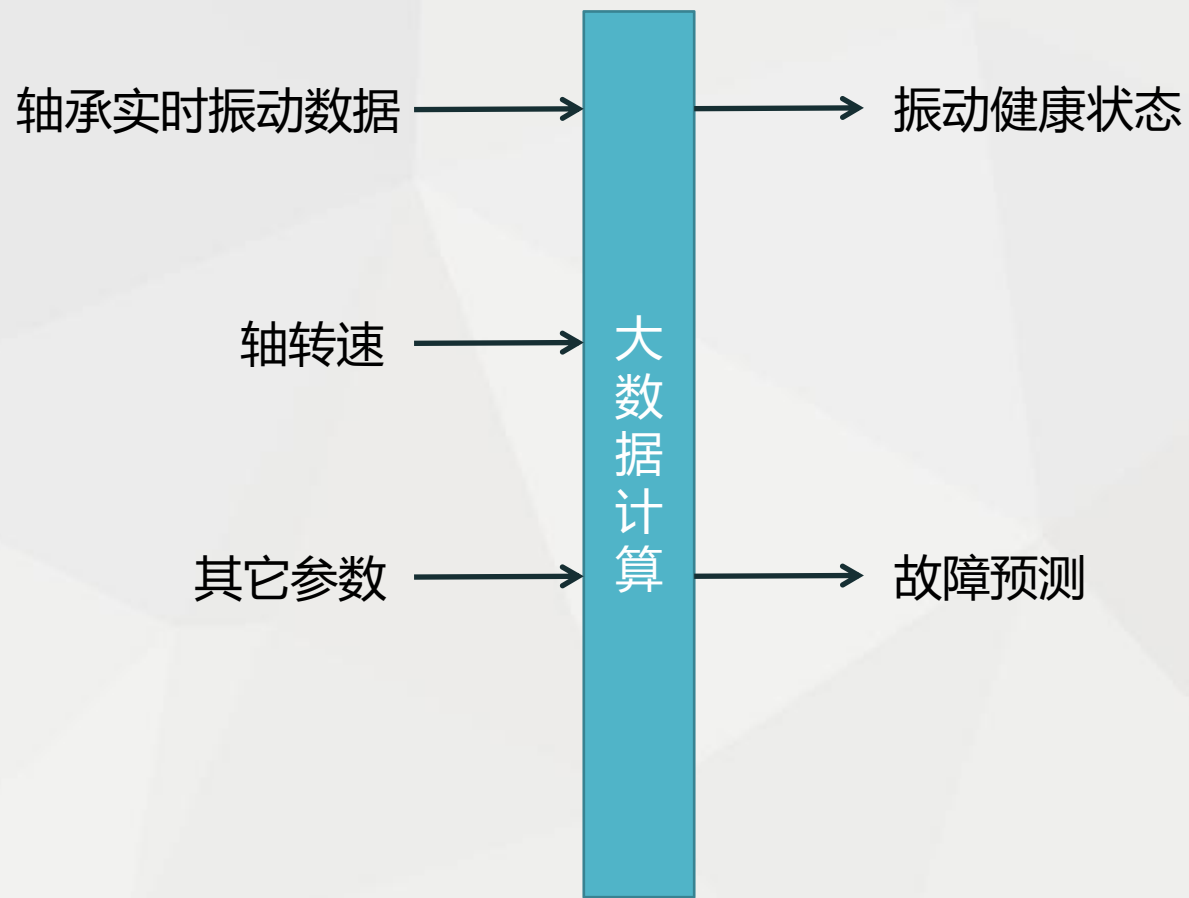 轴承实时振动数据
振动健康状态
轴转速
大数据计算
其它参数
故障预测